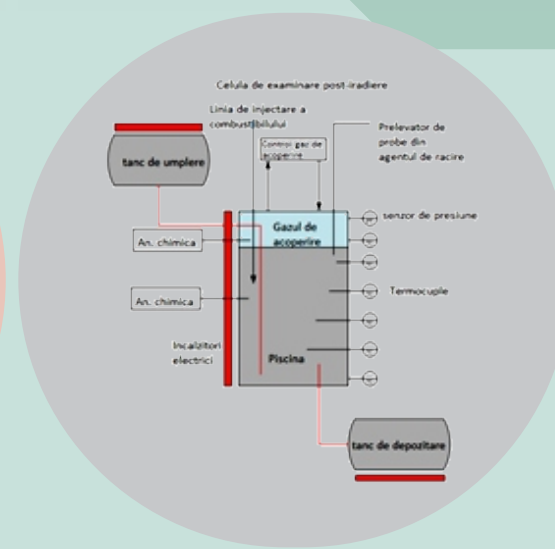 Celula de examinare post-iradiere
Linia de injectare a
combustibilului
Control gaz de
acoperire
Prelevator de
probe din
agentul de racire
tanc de umplere
senzor de presiune
Gazul de
acoperire
An. chimica
Termocuple
An. chimica
Incalzitori
electrici
Piscina
tanc de depozitare